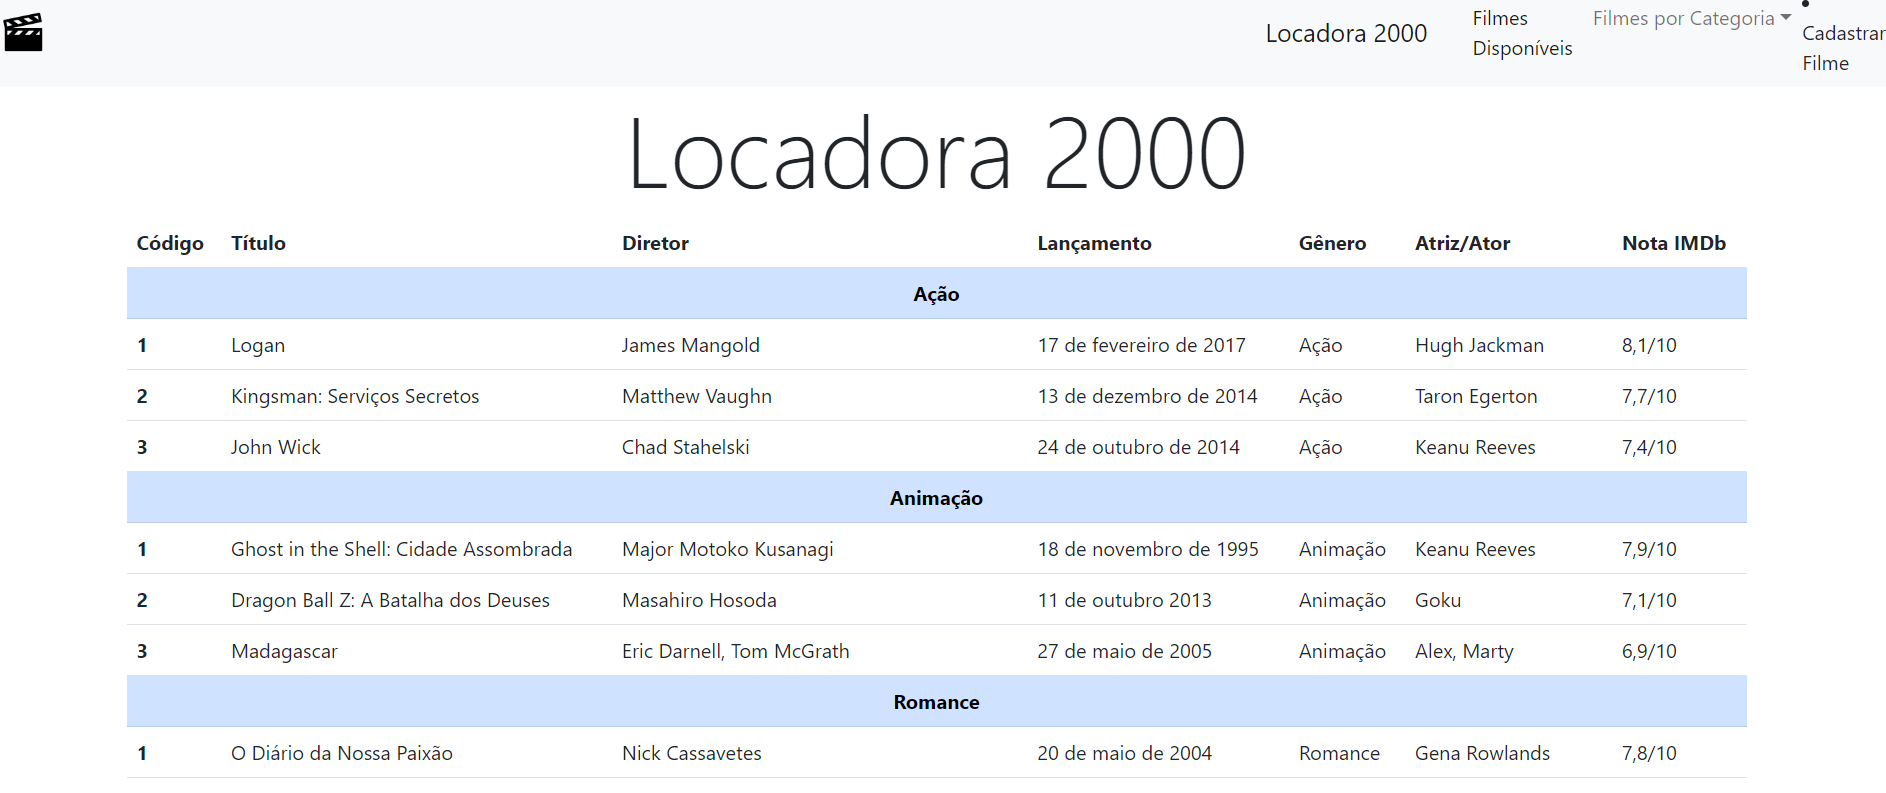 Locadora 2000
Filmes
Disponíveis
Filmes por Categoria
Cadastrar
Filme
Locadora 2000
Código Título Diretor Lançamento Gênero Atriz/Ator Nota IMDb
Ação
1 Logan James Mangold 17 de fevereiro de 2017 Ação Hugh Jackman 8,1/10
2 Kingsman: Serviços Secretos Matthew Vaughn 13 de dezembro de 2014 Ação Taron Egerton 7,7/10
3 John Wick Chad Stahelski 24 de outubro de 2014 Ação Keanu Reeves 7,4/10
Animação
1 Ghost in the Shell: Cidade Assombrada Major Motoko Kusanagi 18 de novembro de 1995 Animação Keanu Reeves 7,9/10
2 Dragon Ball Z: A Batalha dos Deuses Masahiro Hosoda 11 de outubro 2013 Animação Goku 7,1/10
3 Madagascar Eric Darnell, Tom McGrath 27 de maio de 2005 Animação Alex, Marty 6,9/10
Romance
1 O Diário da Nossa Paixão Nick Cassavetes 20 de maio de 2004 Romance Gena Rowlands 7,8/10